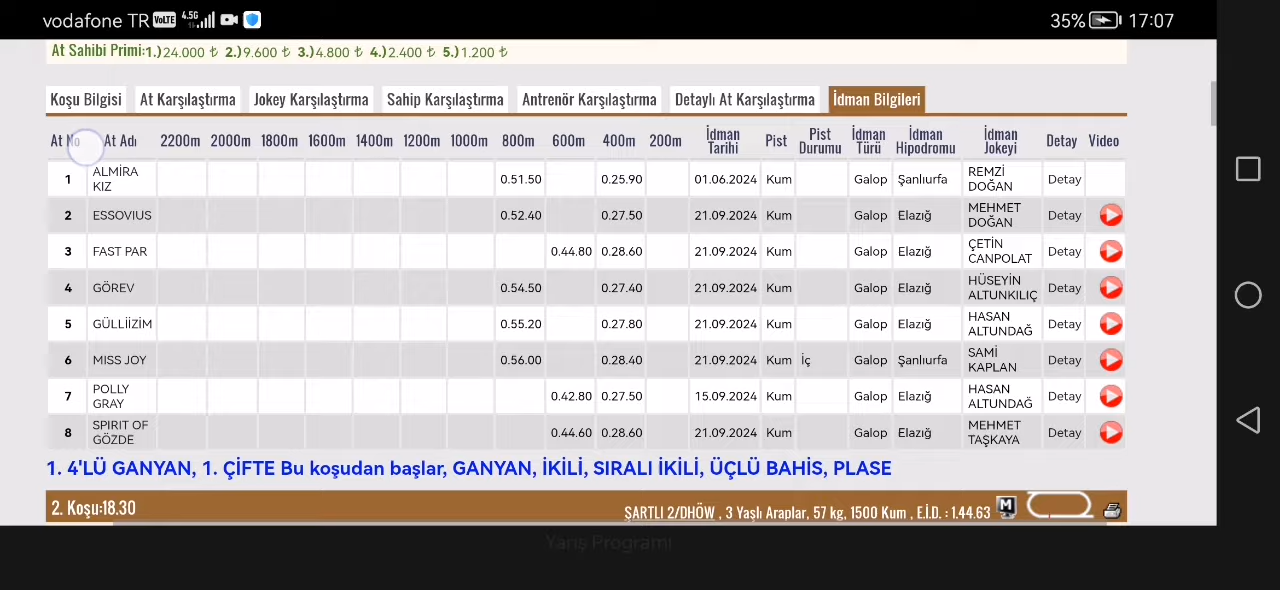 vodafone TR VoLTE 4.5G 35% 17:07
At Sahibi Primi:1.)24.000 ₺ 2.)9.600 ₺ 3.)4.800 ₺ 4.)2.400 ₺ 5.)1.200 ₺
Koşu Bilgisi At Karşılaştırma Jokey Karşılaştırma Sahip Karşılaştırma Antrenör Karşılaştırma Detaylı At Karşılaştırma İdman Bilgileri
At No At Adı 2200m 2000m 1800m 1600m 1400m 1200m 1000m 800m 600m 400m 200m İdman Tarihi Pist Pist Durumu İdman Türü İdman Hipodromu İdman Jokeyi Detay Video
1 ALMİRA KIZ 0.51.50 0.25.90 01.06.2024 Kum Galop Şanlıurfa REMZİ DOĞAN Detay
2 ESSOVIUS 0.52.40 0.27.50 21.09.2024 Kum Galop Elazığ MEHMET DOĞAN Detay
3 FAST PAR 0.44.80 0.28.60 21.09.2024 Kum Galop Elazığ ÇETİN CANPOLAT Detay
4 GÖREV 0.54.50 0.27.40 21.09.2024 Kum Galop Elazığ HÜSEYİN ALTUNKILIÇ Detay
5 GÜLLİİZİM 0.55.20 0.27.80 21.09.2024 Kum Galop Elazığ HASAN ALTUNDAĞ Detay
6 MISS JOY 0.56.00 0.28.40 21.09.2024 Kum İç Galop Şanlıurfa SAMİ KAPLAN Detay
7 POLLY GRAY 0.42.80 0.27.50 15.09.2024 Kum Galop Elazığ HASAN ALTUNDAĞ Detay
8 SPIRIT OF GÖZDE 0.44.60 0.28.60 21.09.2024 Kum Galop Elazığ MEHMET TAŞKAYA Detay
1. 4'LÜ GANYAN, 1. ÇİFTE Bu koşudan başlar, GANYAN, İKİLİ, SIRALI İKİLİ, ÜÇLÜ BAHİS, PLASE
2. Koşu:18.30 ŞARTLI 2/DHÖW , 3 Yaşlı Araplar, 57 kg, 1500 Kum , E.İ.D. : 1.44.63 M
Yarış Programı